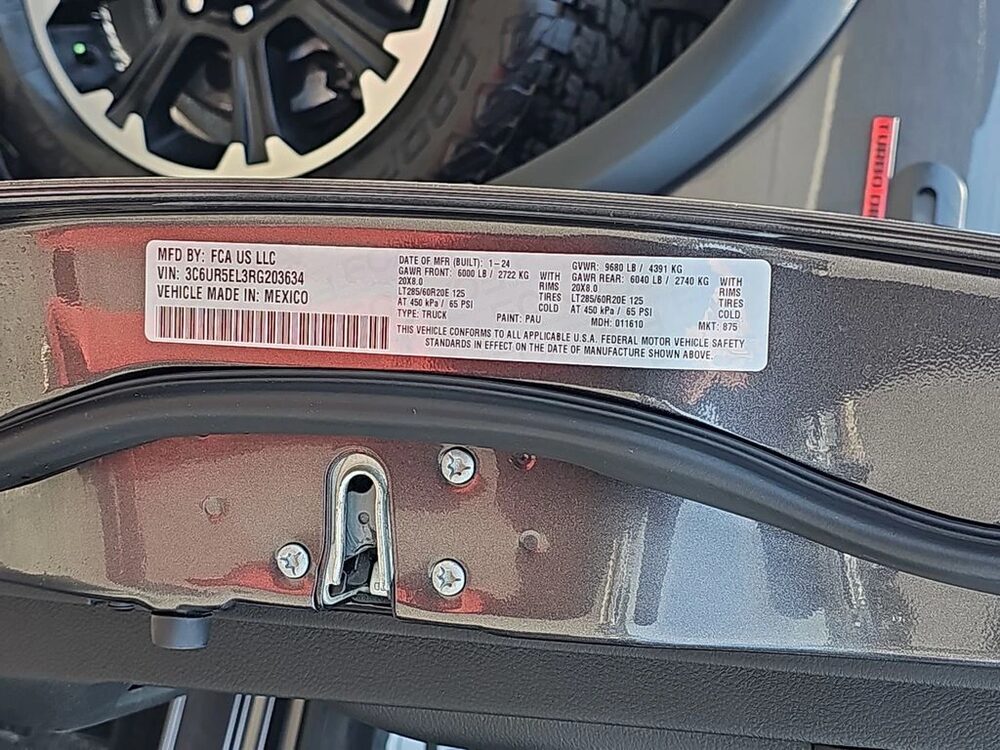 MFD BY: FCA US LLC
VIN: 3C6UR5EL3RG203634
VEHICLE MADE IN: MEXICO
DATE OF MFR (BUILT): 1-24
GAWR FRONT: 6000 LB / 2722 KG WITH
20X8.0 RIMS
LT285/60R20E 125 TIRES
AT 450 kPa / 65 PSI COLD
TYPE: TRUCK PAINT: PAU
GVWR: 9680 LB / 4391 KG
GAWR REAR: 6040 LB / 2740 KG WITH
20X8.0 RIMS
LT285/60R20E 125 TIRES
AT 450 kPa / 65 PSI COLD
MDH: 011610 MKT: 875
THIS VEHICLE CONFORMS TO ALL APPLICABLE U.S.A. FEDERAL MOTOR VEHICLE SAFETY
STANDARDS IN EFFECT ON THE DATE OF MANUFACTURE SHOWN ABOVE.
TURBO DI